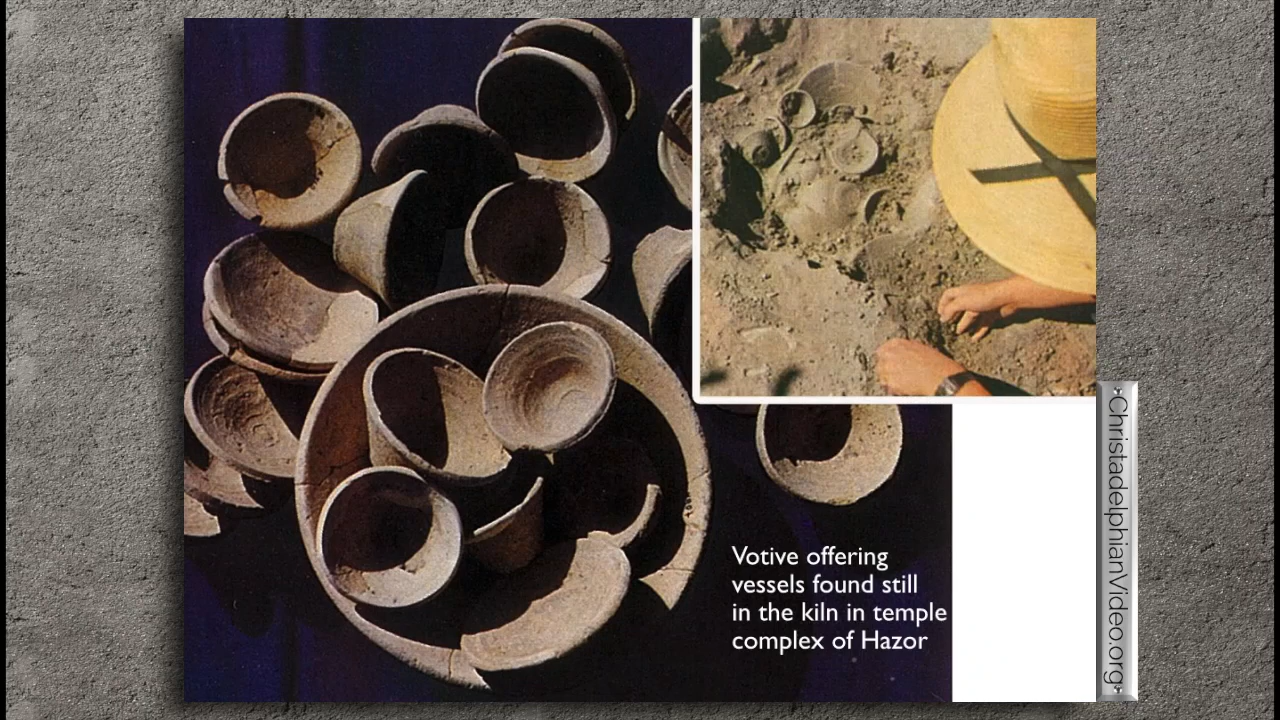 Votive offering
vessels found still
in the kiln in temple
complex of Hazor
ChristadelphianVideo.org